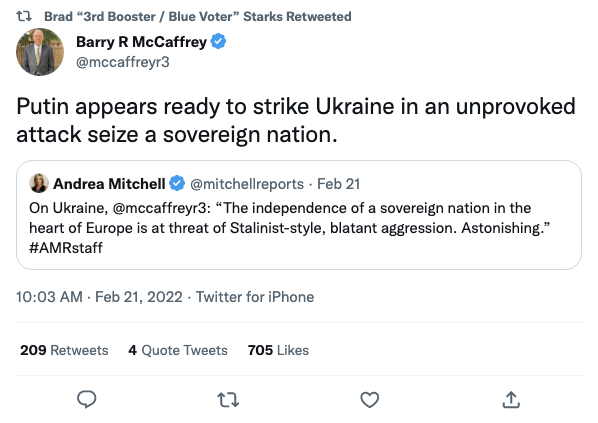 Brad “3rd Booster / Blue Voter” Starks Retweeted
Barry R McCaffrey
@mccaffreyr3
Putin appears ready to strike Ukraine in an unprovoked
attack seize a sovereign nation.
Andrea Mitchell @mitchellreports · Feb 21
On Ukraine, @mccaffreyr3: “The independence of a sovereign nation in the
heart of Europe is at threat of Stalinist-style, blatant aggression. Astonishing.”
#AMRstaff
10:03 AM · Feb 21, 2022 · Twitter for iPhone
209 Retweets 4 Quote Tweets 705 Likes